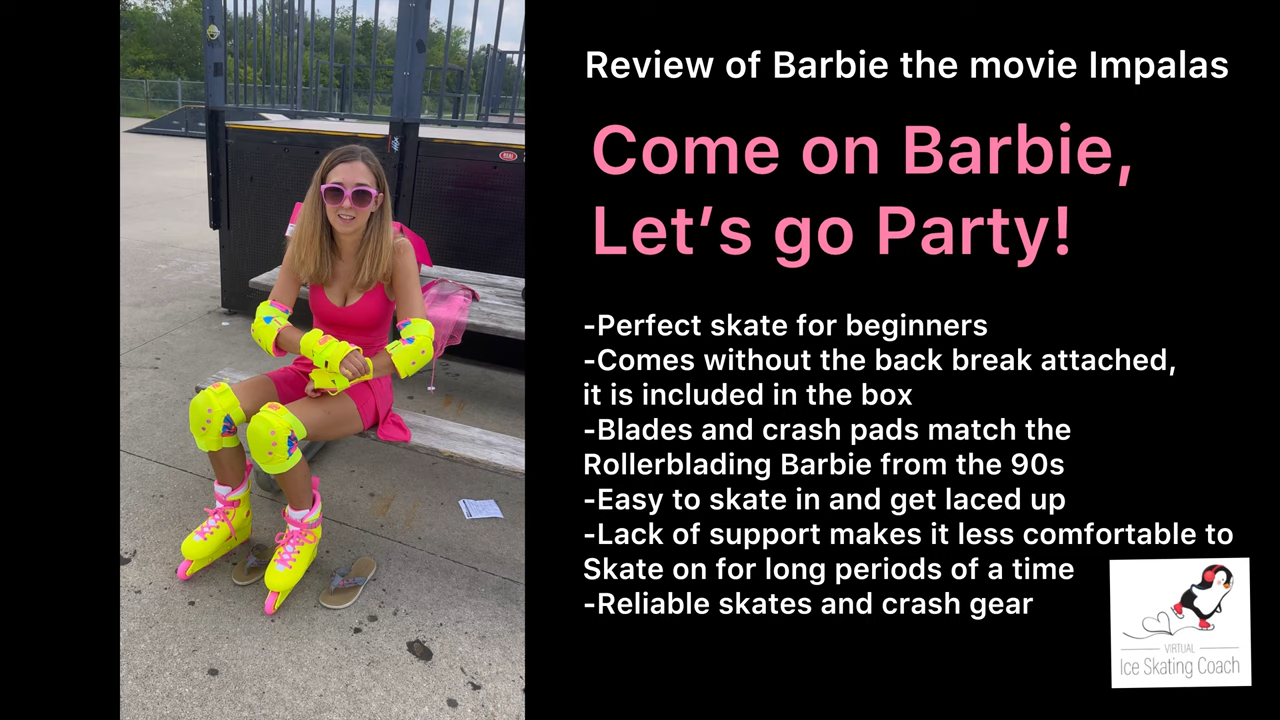 Review of Barbie the movie Impalas
Come on Barbie,
Let’s go Party!
-Perfect skate for beginners
-Comes without the back break attached,
it is included in the box
-Blades and crash pads match the
Rollerblading Barbie from the 90s
-Easy to skate in and get laced up
-Lack of support makes it less comfortable to
Skate on for long periods of a time
-Reliable skates and crash gear
VIRTUAL
Ice Skating Coach